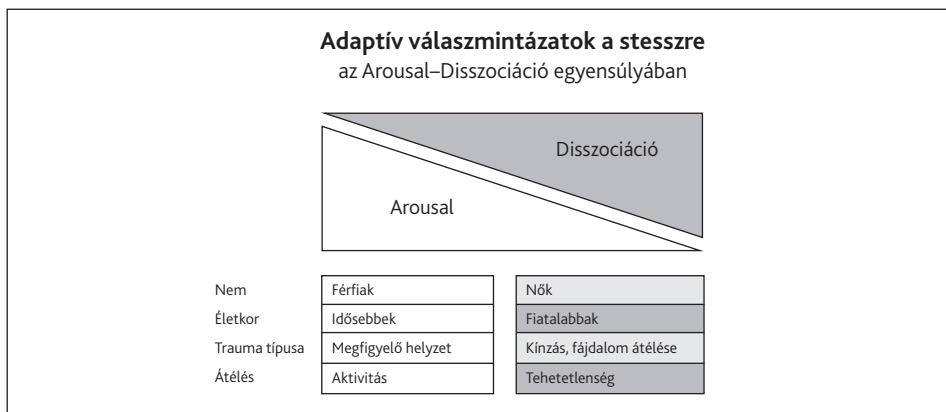 Adaptív válaszmintázatok a stresszre
az Arousal–Disszociáció egyensúlyában
Disszociáció
Arousal
Nem Férfiak Nők
Életkor Idősebbek Fiatalabbak
Trauma típusa Megfigyelő helyzet Kínzás, fájdalom átélése
Átélés Aktivitás Tehetetlenség